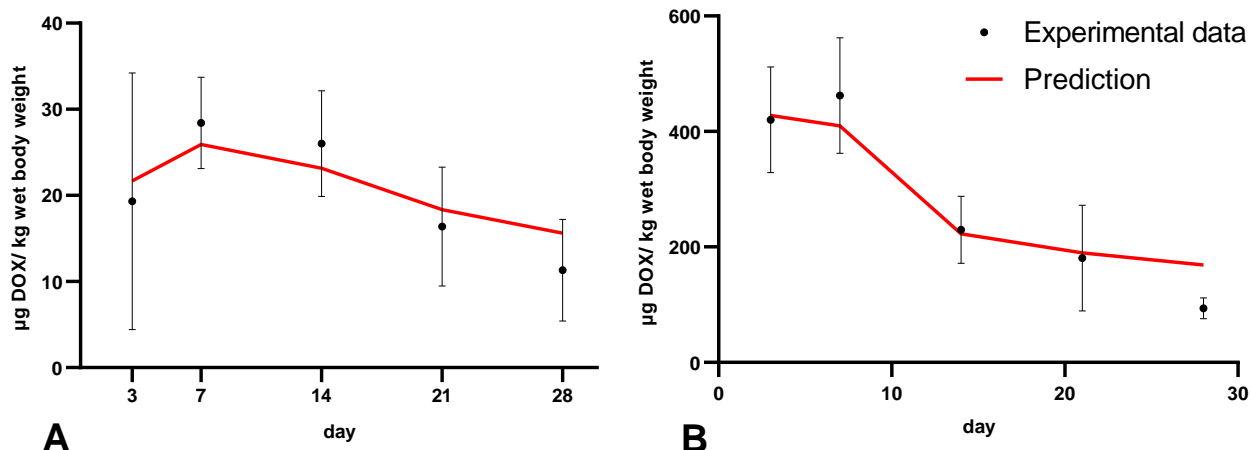 µg DOX/ kg wet body weight
40
30
20
10
0
3 7 14 21 28
day
A
µg DOX/ kg wet body weight
600
400
200
0
0 10 20 30
day
B
Experimental data
Prediction